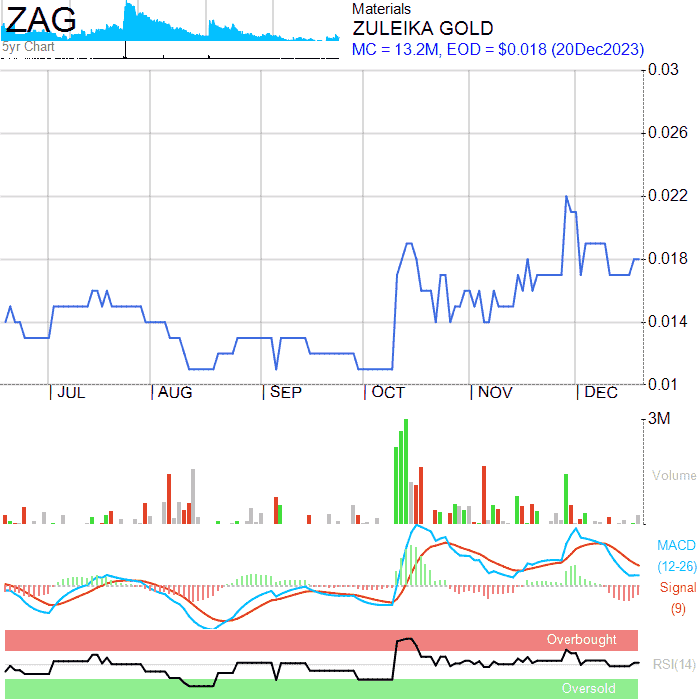 ZAG
5yr Chart
Materials
ZULEIKA GOLD
MC = 13.2M, EOD = $0.018 (20Dec2023)
0.03
0.026
0.022
0.018
0.014
0.01
JUL AUG SEP OCT NOV DEC
3M
Volume
MACD
(12-26)
Signal
(9)
Overbought
RSI(14)
Oversold